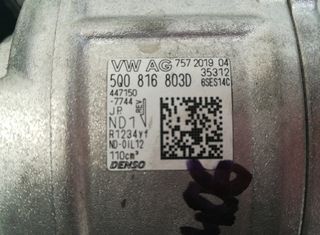 VW AG 757 2019 04
5Q0 816 803D 35312
6SES14C
447150
-7744
JP REV
ND1
R1234yf
ND-OIL12
110cm³
DENSO